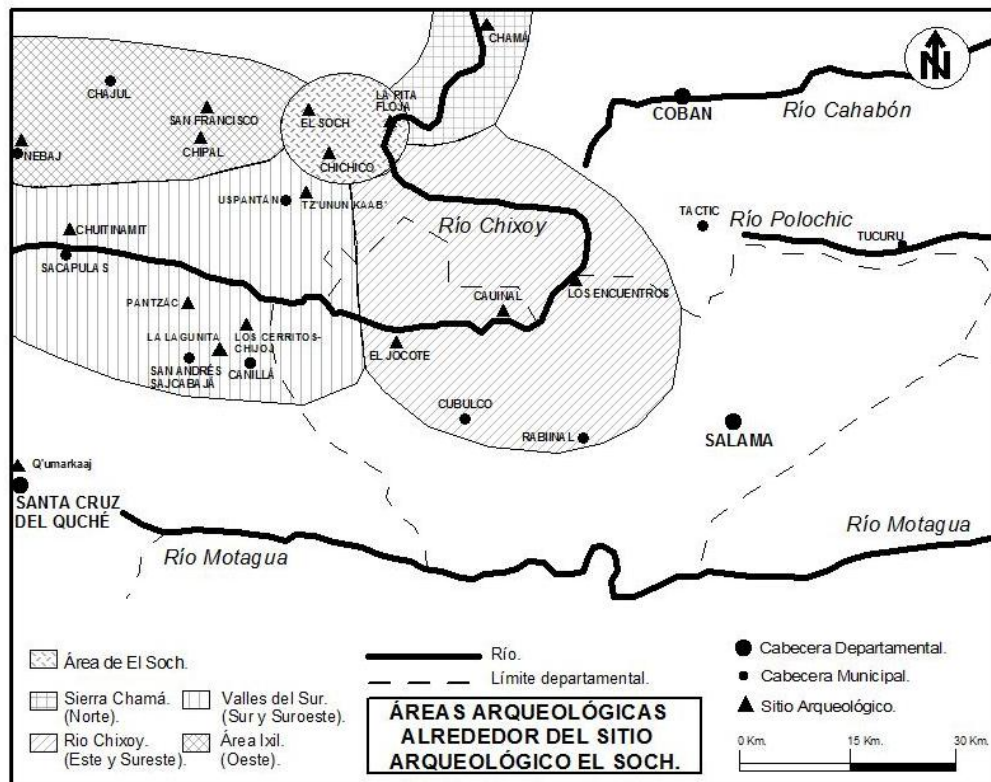 CHAMÁ
N
CHAJUL
LA PITA
FLOJA
COBAN
Río Cahabón
SAN FRANCISCO
EL SOCH
NEBAJ
CHIPAL
CHICHICO
USPANTÁN
TZ'UNUN KAAB'
Río Chixoy
TACTIC
Río Polochic
CHUITINAMIT
TUCURU
SACAPULAS
LOS ENCUENTROS
PANTZÁC
CAUINAL
LA LAGUNITA
LOS CERRITOS-
CHIJOJ
EL JOCOTE
SAN ANDRÉS
SAJCABAJÁ
CANILLÁ
CUBULCO
RABIINAL
SALAMA
Q'umarkaaj
SANTA CRUZ
DEL QUCHÉ
Río Motagua
Río Motagua
Área de El Soch.
Sierra Chamá.
(Norte).
Valles del Sur.
(Sur y Suroeste).
Rio Chixoy.
(Este y Sureste).
Área Ixil.
(Oeste).
Río.
Límite departamental.
ÁREAS ARQUEOLÓGICAS
ALREDEDOR DEL SITIO
ARQUEOLÓGICO EL SOCH.
Cabecera Departamental.
Cabecera Municipal.
Sitio Arqueológico.
0 Km. 15 Km. 30 Km.